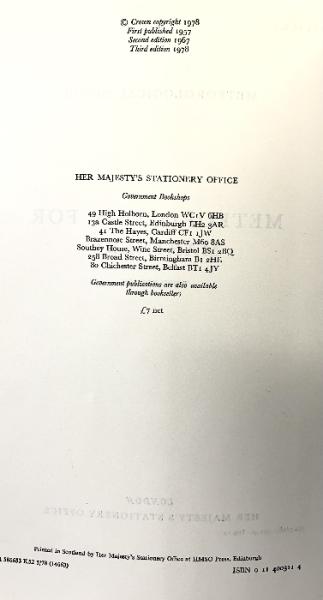 © Crown copyright 1978
First published 1957
Second edition 1967
Third edition 1978
HER MAJESTY'S STATIONERY OFFICE
Government Bookshops
49 High Holborn, London WC1V 6HB
13a Castle Street, Edinburgh EH2 3AR
41 The Hayes, Cardiff CF1 1JW
Brazennose Street, Manchester M60 8AS
Southey House, Wine Street, Bristol BS1 2BQ
258 Broad Street, Birmingham B1 2HE
80 Chichester Street, Belfast BT1 4JY
Government publications are also available
through booksellers
£7 net
Printed in Scotland by Her Majesty's Stationery Office at HMSO Press, Edinburgh
ISBN 0 11 400311 4